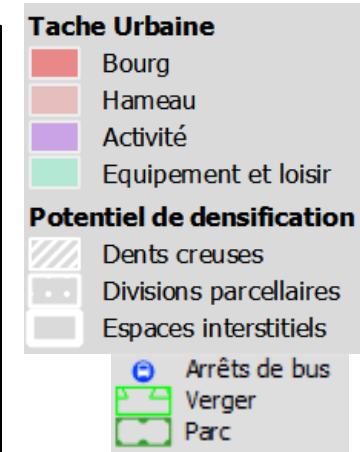 Tache Urbaine
Bourg
Hameau
Activité
Equipement et loisir
Potentiel de densification
Dents creuses
Divisions parcellaires
Espaces interstitiels
Arrêts de bus
Verger
Parc